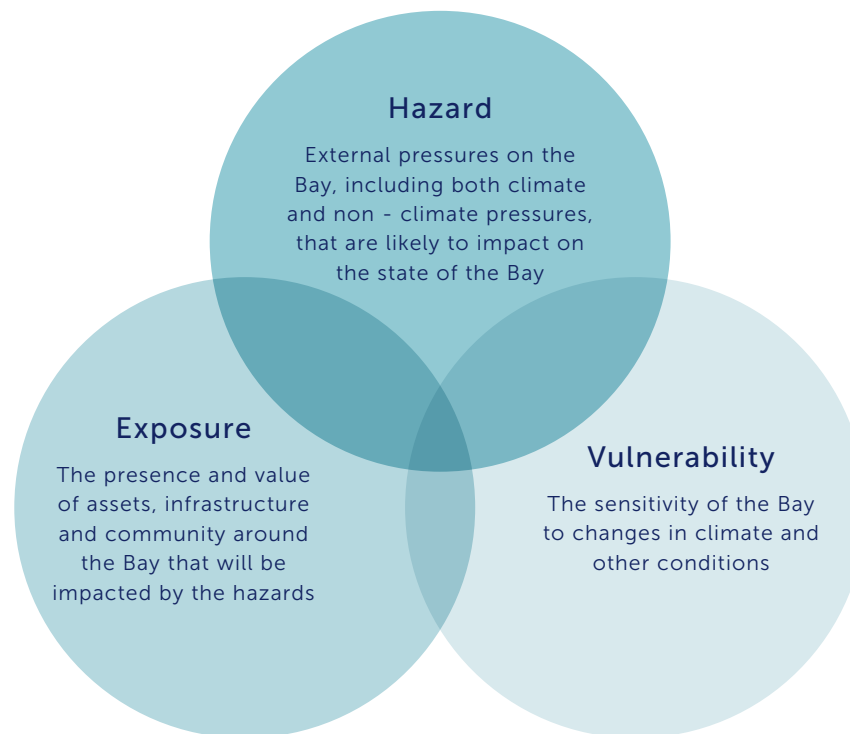 Hazard
External pressures on the
Bay, including both climate
and non - climate pressures,
that are likely to impact on
the state of the Bay
Exposure
The presence and value
of assets, infrastructure
and community around
the Bay that will be
impacted by the hazards
Vulnerability
The sensitivity of the Bay
to changes in climate and
other conditions